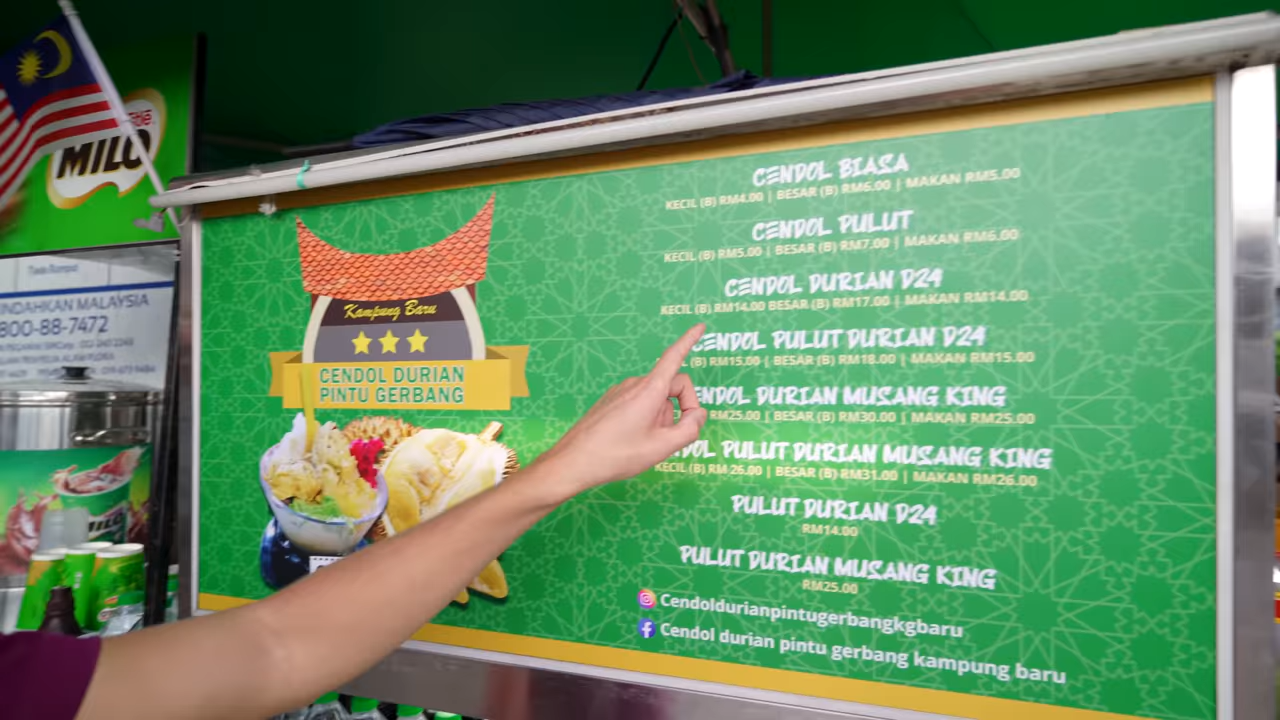 Nestlé
MILO
INDAHKAN MALAYSIA
800-88-7472
Kampung Baru
CENDOL DURIAN
PINTU GERBANG
CENDOL BIASA
KECIL (B) RM4.00 | BESAR (B) RM6.00 | MAKAN RM5.00
CENDOL PULUT
KECIL (B) RM5.00 | BESAR (B) RM7.00 | MAKAN RM6.00
CENDOL DURIAN D24
KECIL (B) RM14.00 BESAR (B) RM17.00 | MAKAN RM14.00
CENDOL PULUT DURIAN D24
(B) RM15.00 | BESAR (B) RM18.00 | MAKAN RM15.00
ENDOL DURIAN MUSANG KING
RM25.00 | BESAR (B) RM30.00 | MAKAN RM25.00
DOL PULUT DURIAN MUSANG KING
KECIL (B) RM 26.00 | BESAR (B) RM31.00 | MAKAN RM26.00
PULUT DURIAN D24
RM14.00
PULUT DURIAN MUSANG KING
RM25.00
Cendoldurianpintugerbangkgbaru
Cendol durian pintu gerbang kampung baru